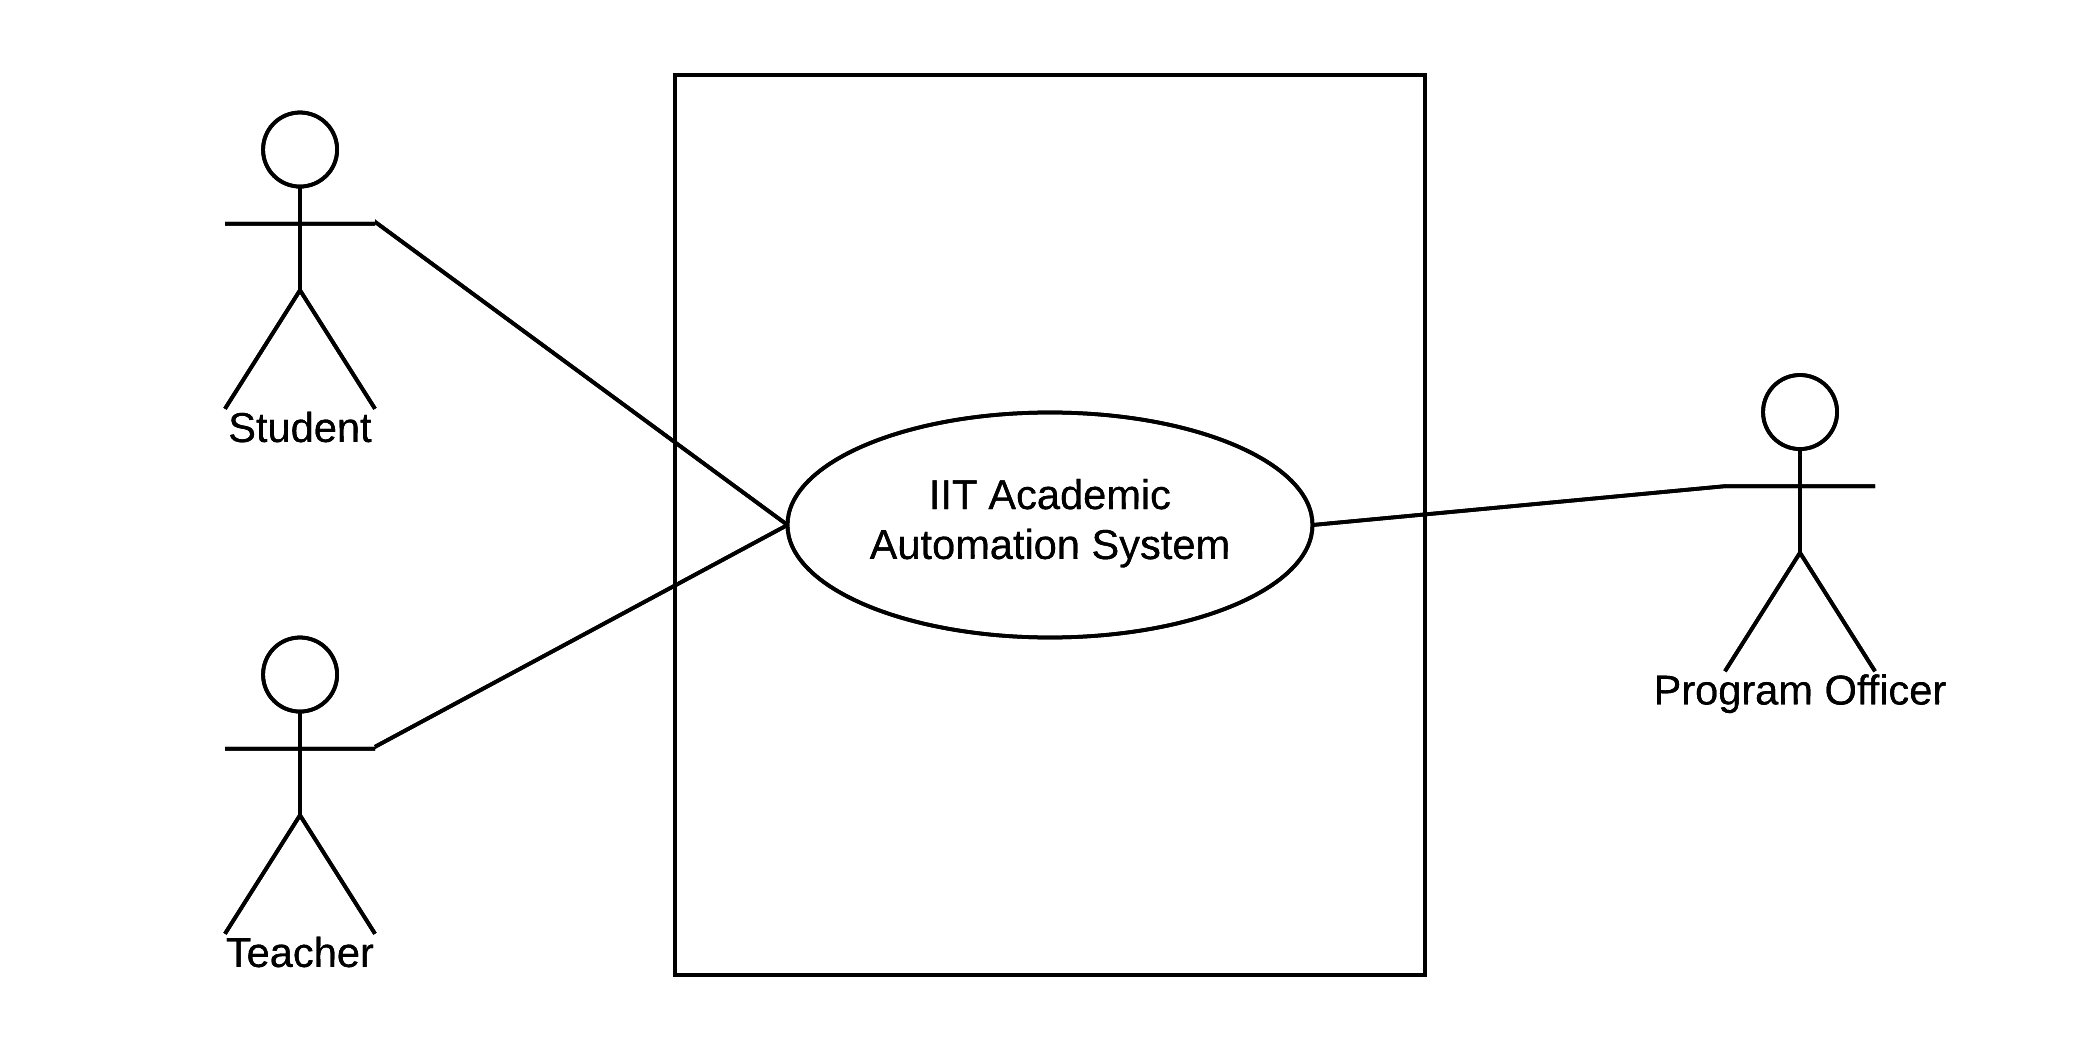 Student
IIT Academic
Automation System
Program Officer
Teacher